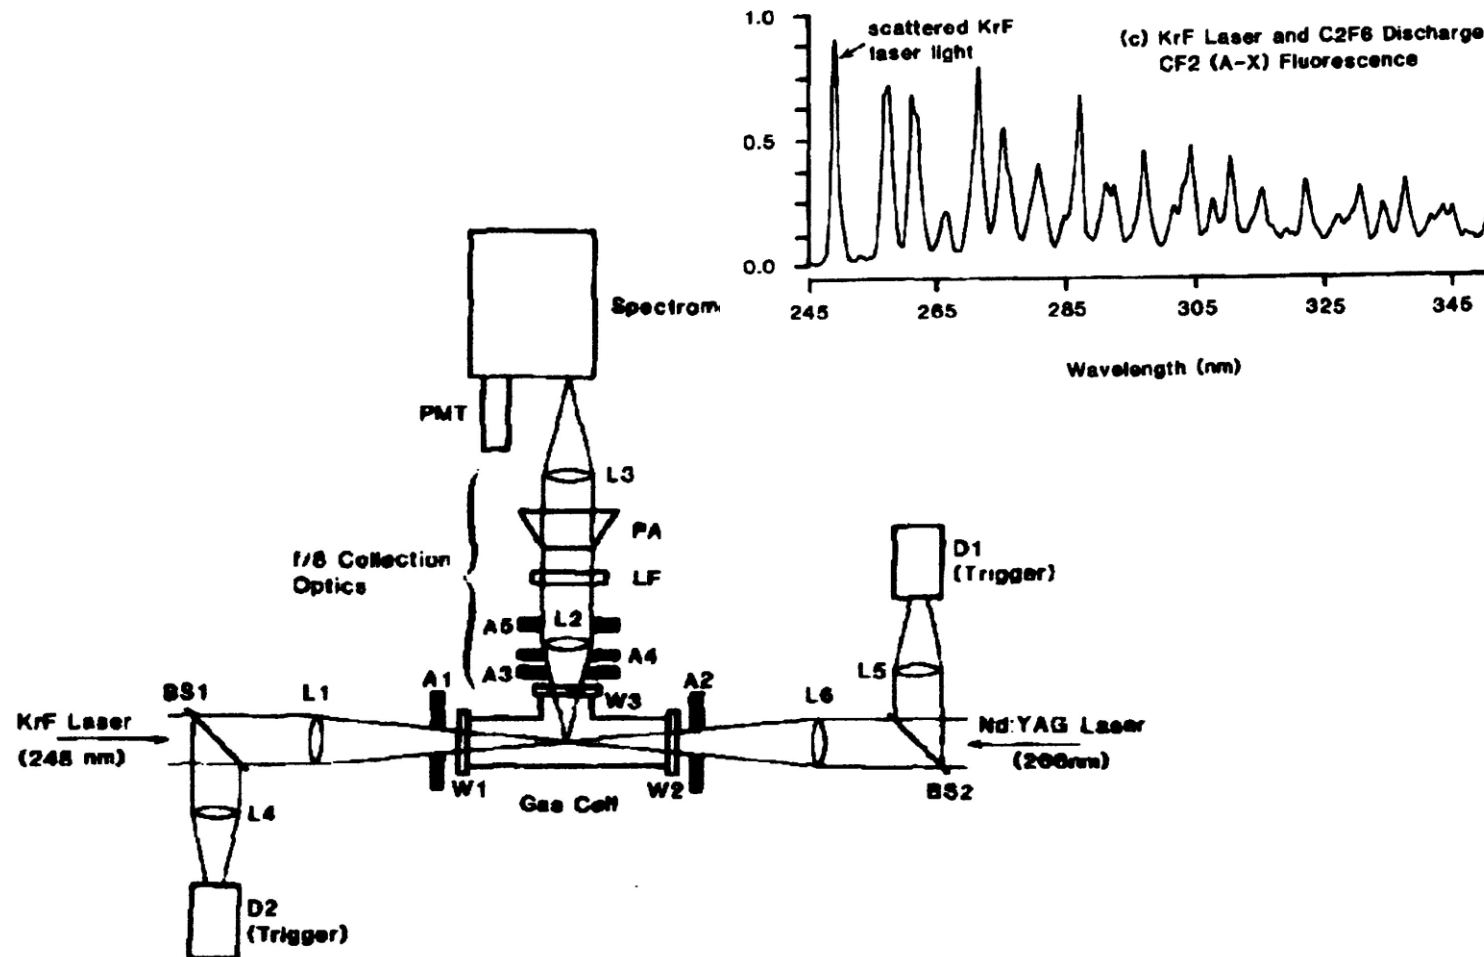 1.0
scattered KrF
laser light
(c) KrF Laser and C2F6 Discharge
CF2 (A-X) Fluorescence
0.5
0.0
245 265 285 305 325 345
Wavelength (nm)
Spectrom
PMT
L3
PA
f/8 Collection
Optics
LF
D1
(Trigger)
A5
L2
A4
A3
L5
BS1
L1
A1
W3
A2
L6
KrF Laser
(248 nm)
Nd:YAG Laser
(266nm)
W1
W2
BS2
Gas Cell
L4
D2
(Trigger)